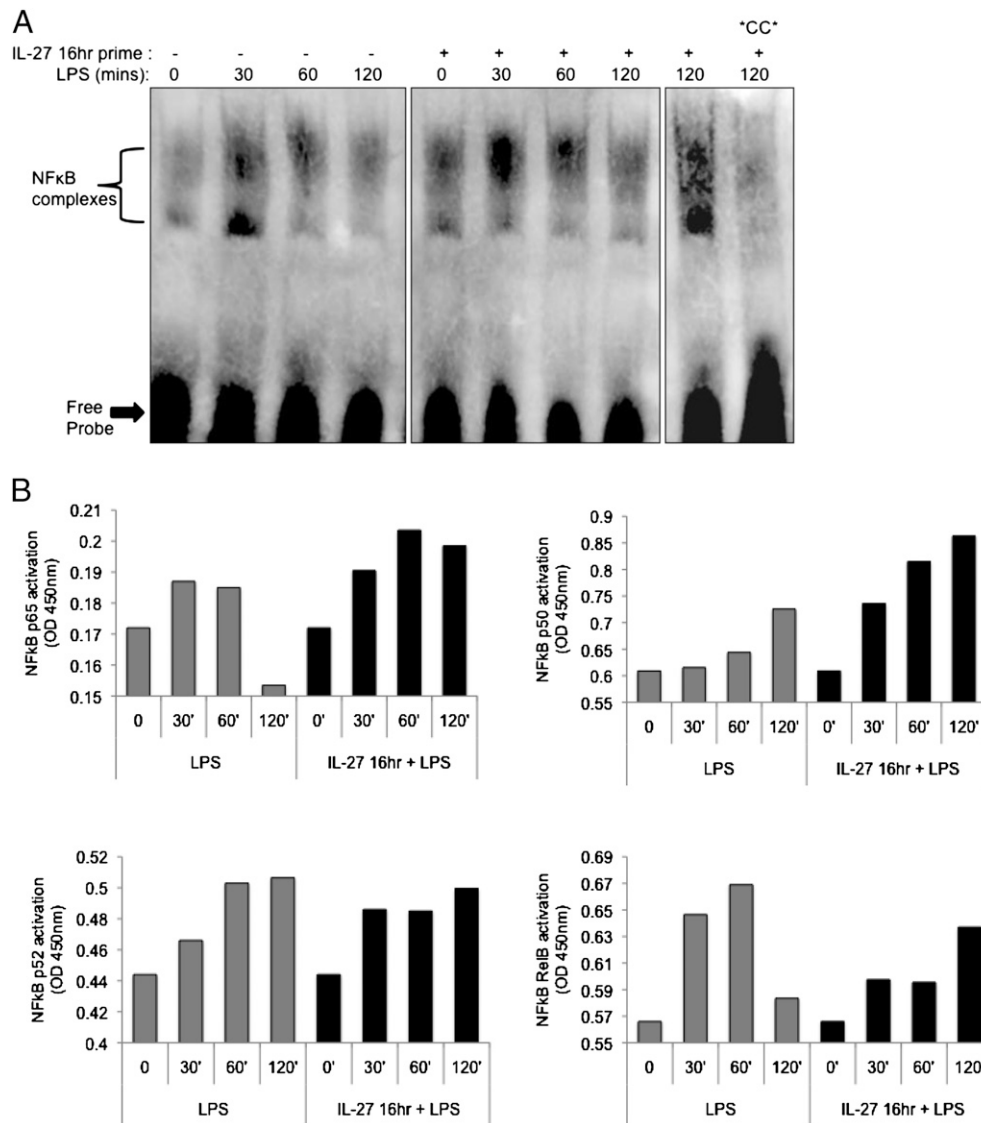 A
*CC*
IL-27 16hr prime : - - - - + + + + + +
LPS (mins): 0 30 60 120 0 30 60 120 120 120
NFκB
complexes
Free
Probe
B
NFkB p65 activation
(OD 450nm)
0.21
0.2
0.19
0.18
0.17
0.16
0.15
0 30' 60' 120' 0' 30' 60' 120'
LPS IL-27 16hr + LPS
NFkB p50 activation
(OD 450nm)
0.9
0.85
0.8
0.75
0.7
0.65
0.6
0.55
0 30' 60' 120' 0' 30' 60' 120'
LPS IL-27 16hr + LPS
NFkB p52 activation
(OD 450nm)
0.52
0.5
0.48
0.46
0.44
0.42
0.4
0 30' 60' 120' 0' 30' 60' 120'
LPS IL-27 16hr + LPS
NFkB RelB activation
(OD 450nm)
0.69
0.67
0.65
0.63
0.61
0.59
0.57
0.55
0 30' 60' 120' 0' 30' 60' 120'
LPS IL-27 16hr + LPS